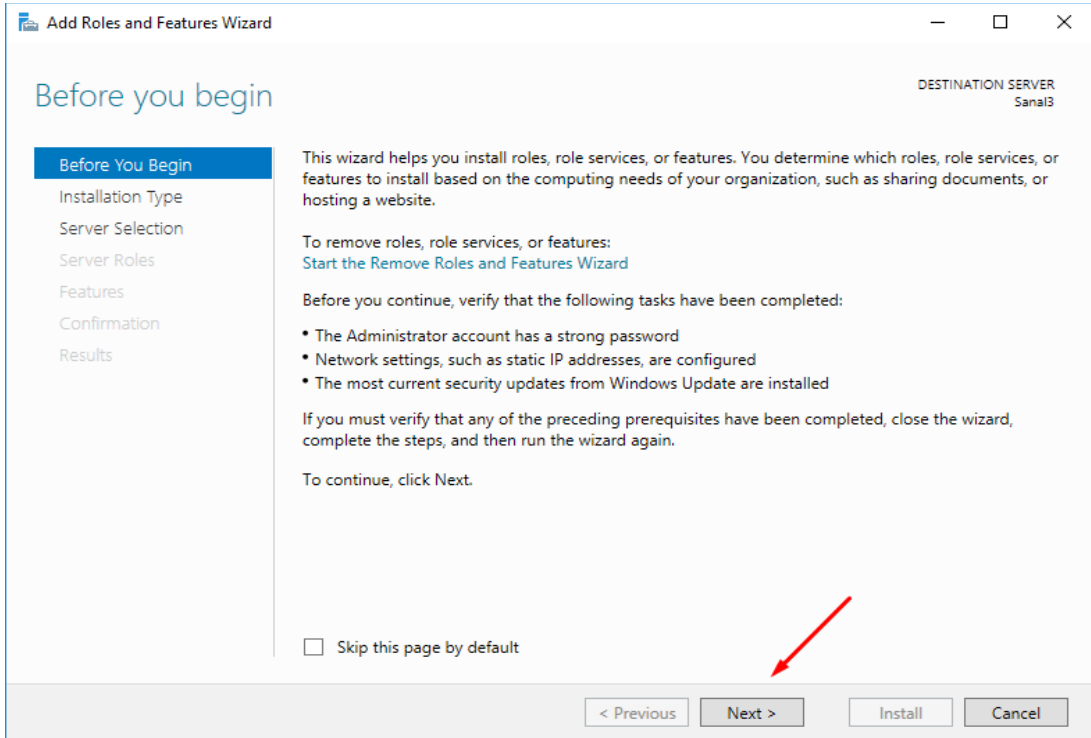 Add Roles and Features Wizard
Before you begin
DESTINATION SERVER
Sanal3
Before You Begin
Installation Type
Server Selection
Server Roles
Features
Confirmation
Results
This wizard helps you install roles, role services, or features. You determine which roles, role services, or
features to install based on the computing needs of your organization, such as sharing documents, or
hosting a website.
To remove roles, role services, or features:
Start the Remove Roles and Features Wizard
Before you continue, verify that the following tasks have been completed:
• The Administrator account has a strong password
• Network settings, such as static IP addresses, are configured
• The most current security updates from Windows Update are installed
If you must verify that any of the preceding prerequisites have been completed, close the wizard,
complete the steps, and then run the wizard again.
To continue, click Next.
Skip this page by default
< Previous Next > Install Cancel